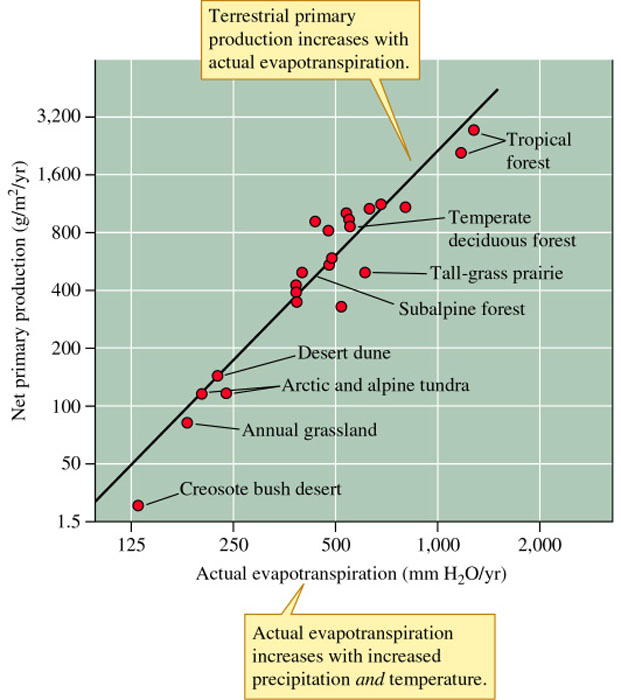 Terrestrial primary
production increases with
actual evapotranspiration.
Net primary production (g/m²/yr)
3,200
1,600
800
400
200
100
50
1.5
Tropical
forest
Temperate
deciduous forest
Tall-grass prairie
Subalpine forest
Desert dune
Arctic and alpine tundra
Annual grassland
Creosote bush desert
125 250 500 1,000 2,000
Actual evapotranspiration (mm H₂O/yr)
Actual evapotranspiration
increases with increased
precipitation and temperature.